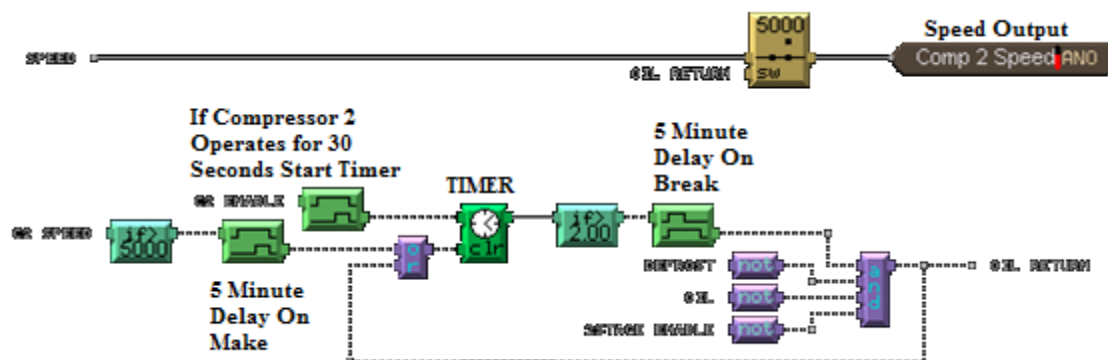 5000
Speed Output
SPEED
Comp 2 Speed ANO
OIL RETURN
sw
If Compressor 2
Operates for 30
Seconds Start Timer
5 Minute
Delay On
Break
TIMER
C2 ENABLE
C2 SPEED
if>
5000
or
clr
if>
2.00
DEFROST
not
and
OIL RETURN
OIL
not
2STAGE ENABLE
not
5 Minute
Delay On
Make